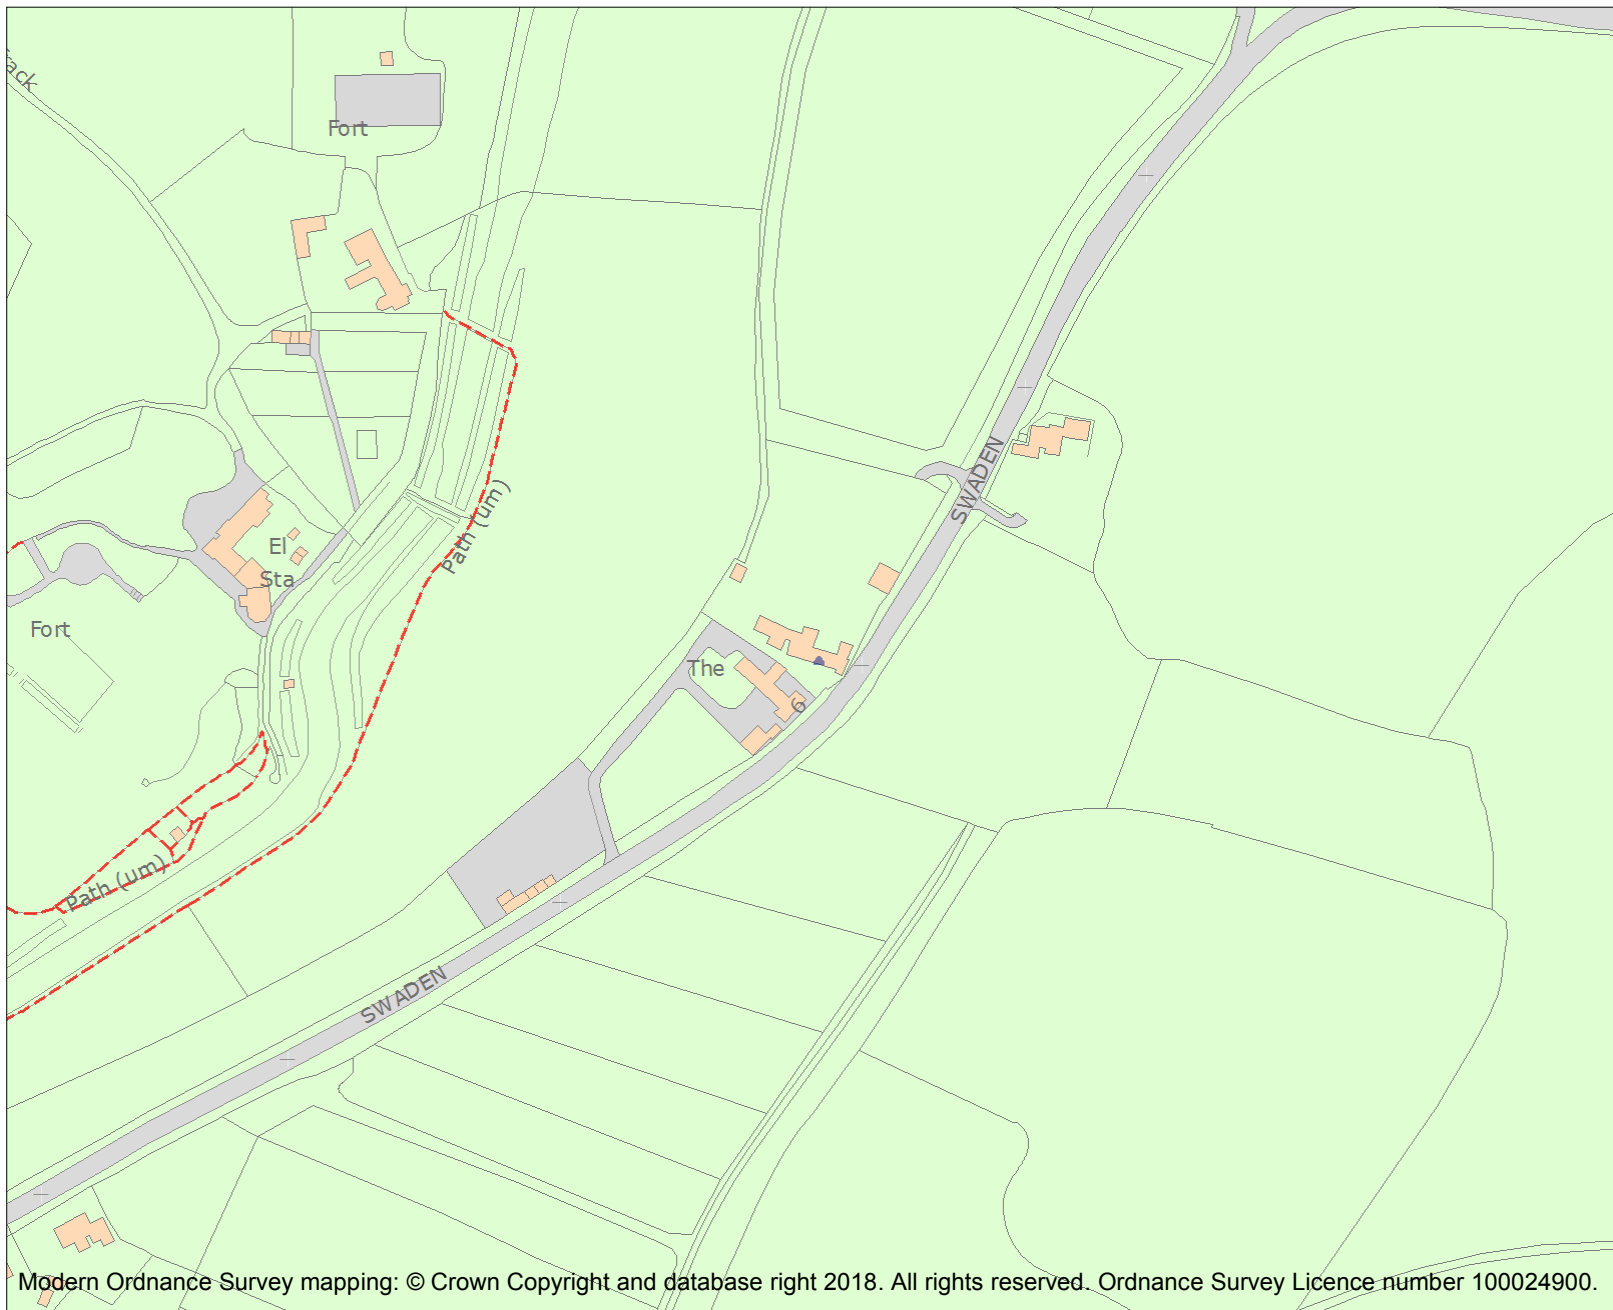 Fort
SWADEN
Path (um)
El
Sta
Fort
The
6
Path (um)
SWADEN
Modern Ordnance Survey mapping: © Crown Copyright and database right 2018. All rights reserved. Ordnance Survey Licence number 100024900.